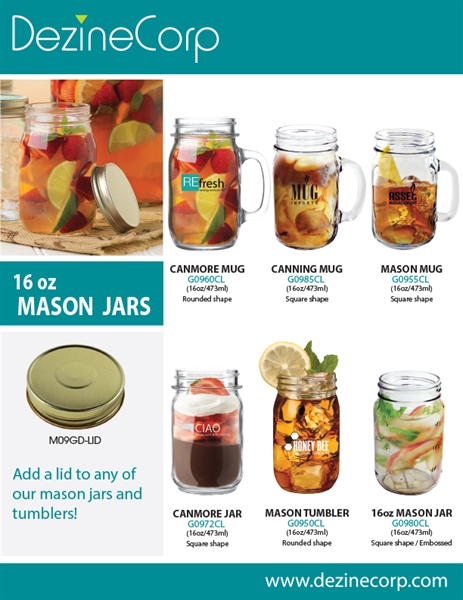 DezineCorp
REfresh
MUG
IMPORTS
ASSET
CANMORE MUG
G0960CL
(16oz/473ml)
Rounded shape
CANNING MUG
G0985CL
(16oz/473ml)
Square shape
MASON MUG
G0955CL
(16oz/473ml)
Square shape
16 oz
MASON JARS
M09GD-LID
Add a lid to any of
our mason jars and
tumblers!
CIAO
HONEY BEE
CANMORE JAR
G0972CL
(16oz/473ml)
Square shape
MASON TUMBLER
G0950CL
(16oz/473ml)
Rounded shape
16oz MASON JAR
G0980CL
(16oz/473ml)
Square shape / Embossed
www.dezinecorp.com